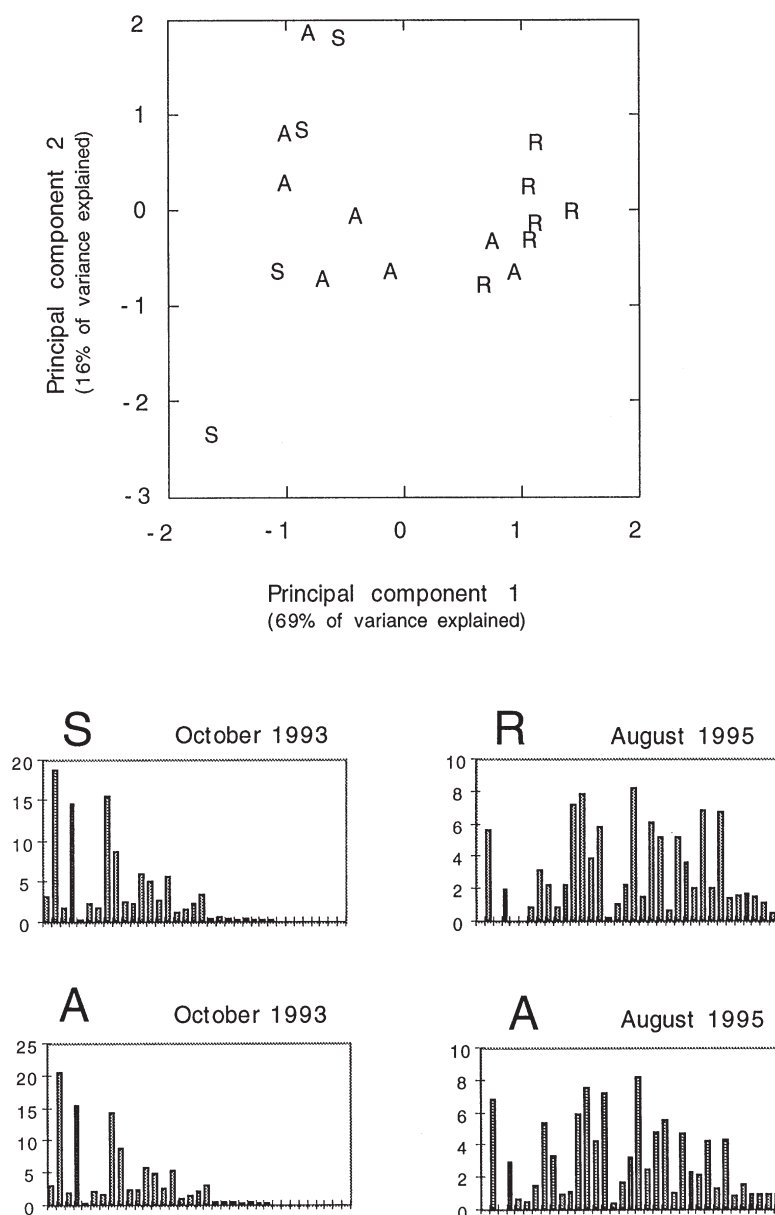 2
1
0
-1
-2
-3
Principal component 2
(16% of variance explained)
A S
A S
A
A
S A A
S
R
R
R
R
A R
R A
-2 -1 0 1 2
Principal component 1
(69% of variance explained)
S October 1993
20
15
10
5
0
R August 1995
10
8
6
4
2
0
A October 1993
25
20
15
10
5
0
A August 1995
10
8
6
4
2
0